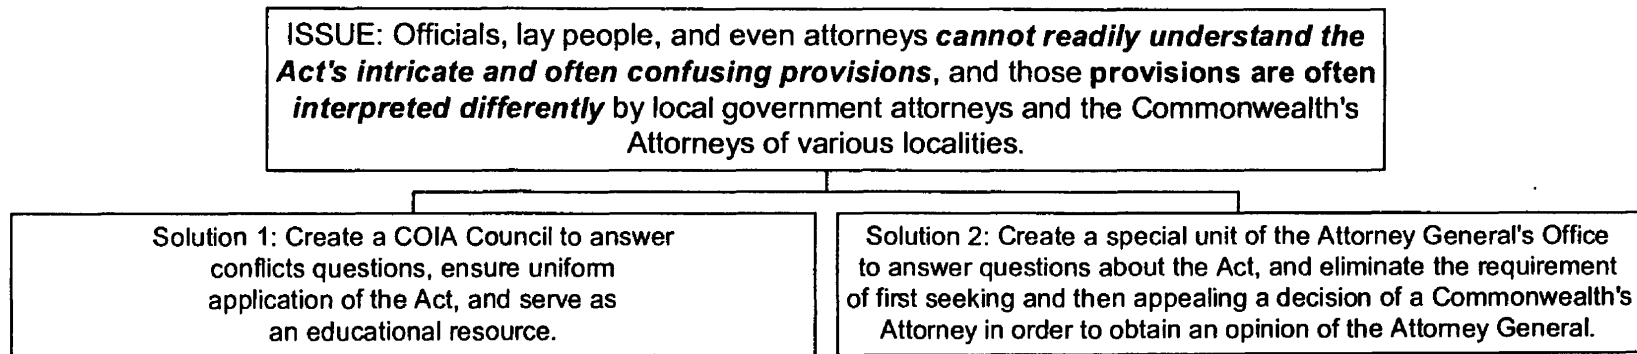 ISSUE: Officials, lay people, and even attorneys cannot readily understand the
Act's intricate and often confusing provisions, and those provisions are often
interpreted differently by local government attorneys and the Commonwealth's
Attorneys of various localities.
Solution 1: Create a COIA Council to answer
conflicts questions, ensure uniform
application of the Act, and serve as
an educational resource.
Solution 2: Create a special unit of the Attorney General's Office
to answer questions about the Act, and eliminate the requirement
of first seeking and then appealing a decision of a Commonwealth's
Attorney in order to obtain an opinion of the Attorney General.